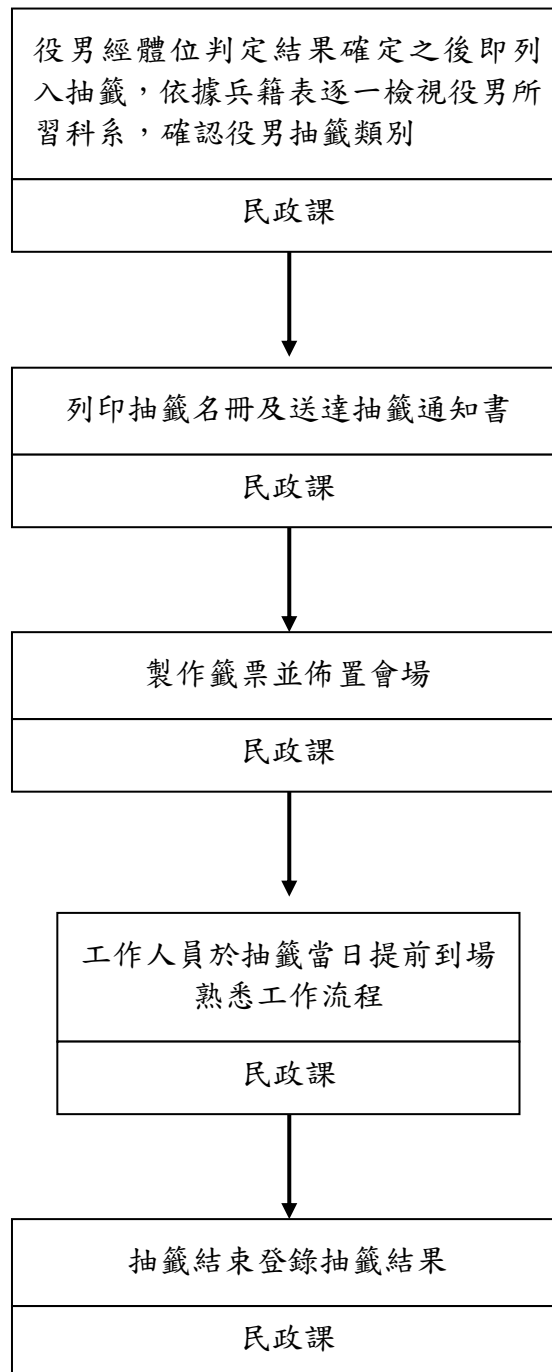 役男經體位判定結果確定之後即列
入抽籤，依據兵籍表逐一檢視役男所
習科系，確認役男抽籤類別
民政課
列印抽籤名冊及送達抽籤通知書
民政課
製作籤票並佈置會場
民政課
工作人員於抽籤當日提前到場
熟悉工作流程
民政課
抽籤結束登錄抽籤結果
民政課